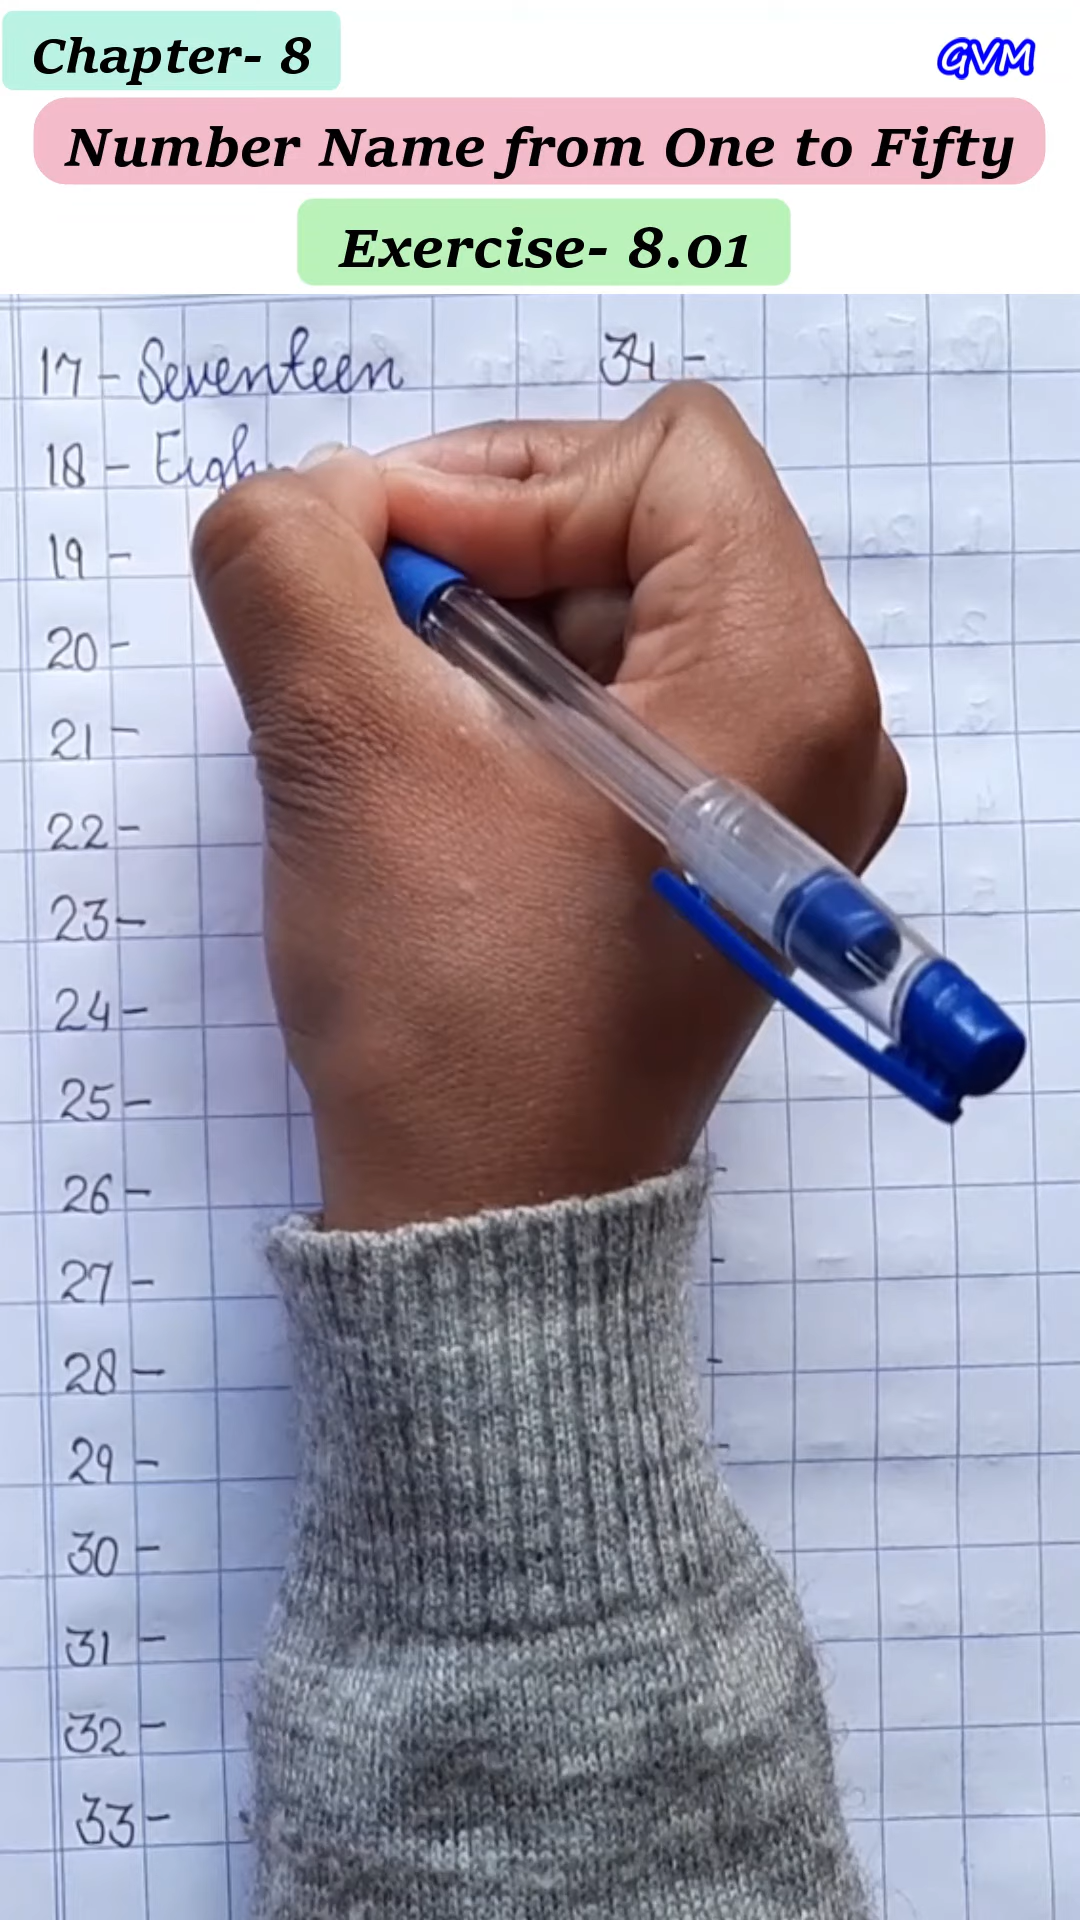 Chapter- 8
GVM
Number Name from One to Fifty
Exercise- 8.01
17 - Seventeen 34 -
18 - Eigh
19 -
20 -
21 -
22 -
23 -
24 -
25 -
26 -
27 -
28 -
29 -
30 -
31 -
32 -
33 -